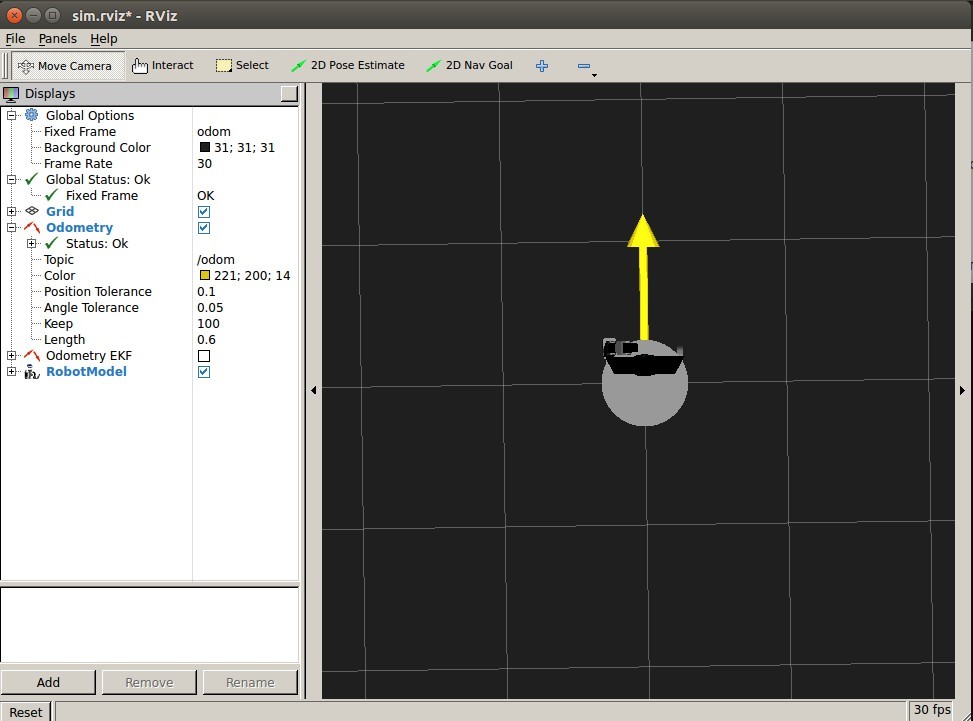 sim.rviz* - RViz
File Panels Help
Move Camera Interact Select 2D Pose Estimate 2D Nav Goal
Displays
Global Options
Fixed Frame odom
Background Color 31; 31; 31
Frame Rate 30
Global Status: Ok
Fixed Frame OK
Grid
Odometry
Status: Ok
Topic /odom
Color 221; 200; 14
Position Tolerance 0.1
Angle Tolerance 0.05
Keep 100
Length 0.6
Odometry EKF
RobotModel
Add Remove Rename
Reset 30 fps